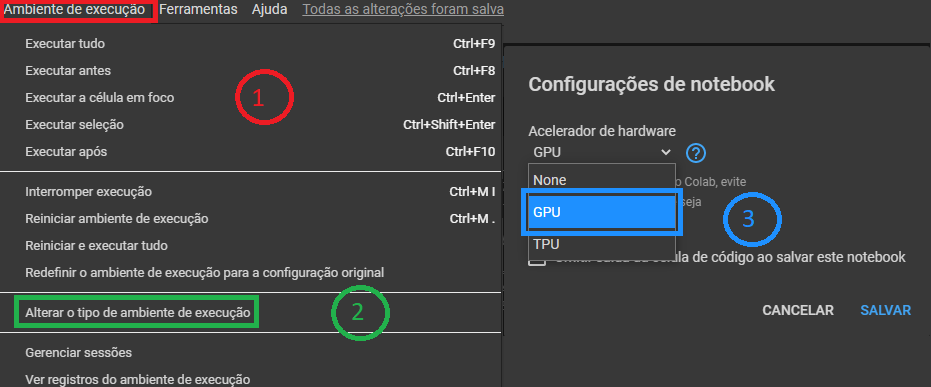 Ambiente de execução Ferramentas Ajuda Todas as alterações foram salva
Executar tudo Ctrl+F9
Executar antes Ctrl+F8
Executar a célula em foco Ctrl+Enter
Executar seleção Ctrl+Shift+Enter
Executar após Ctrl+F10
1
Interromper execução Ctrl+M I
Reiniciar ambiente de execução Ctrl+M .
Reiniciar e executar tudo
Redefinir o ambiente de execução para a configuração original
Alterar o tipo de ambiente de execução
2
Gerenciar sessões
Ver registros do ambiente de execução
Configurações de notebook
Acelerador de hardware
GPU ?
None
o Colab, evite
seja
GPU
3
TPU
célula de código ao salvar este notebook
CANCELAR SALVAR